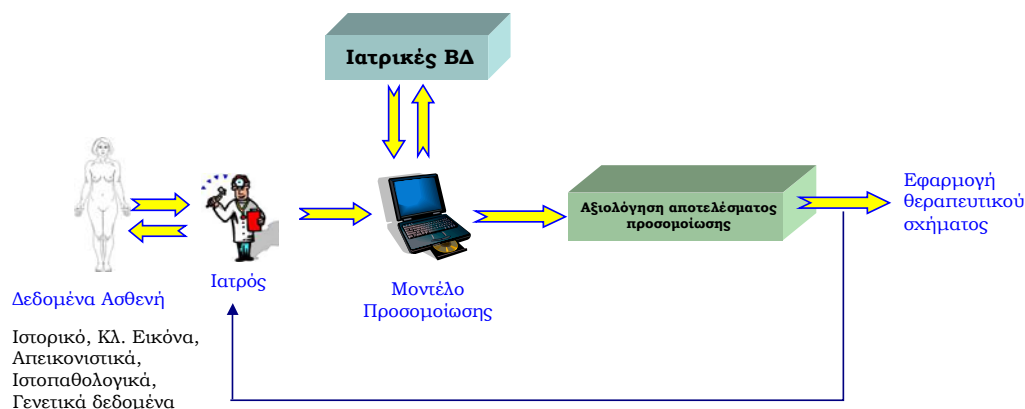 Ιατρικές ΒΔ
Εφαρμογή
θεραπευτικού
σχήματος
Αξιολόγηση αποτελέσματος
προσομοίωσης
Ιατρός
Μοντέλο
Προσομοίωσης
Δεδομένα Ασθενή
Ιστορικό, Κλ. Εικόνα,
Απεικονιστικά,
Ιστοπαθολογικά,
Γενετικά δεδομένα